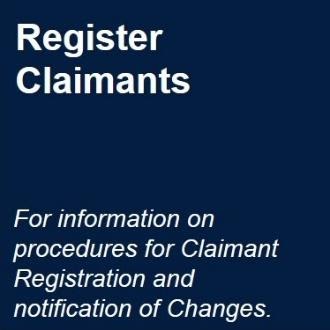 Register
Claimants
For information on
procedures for Claimant
Registration and
notification of Changes.